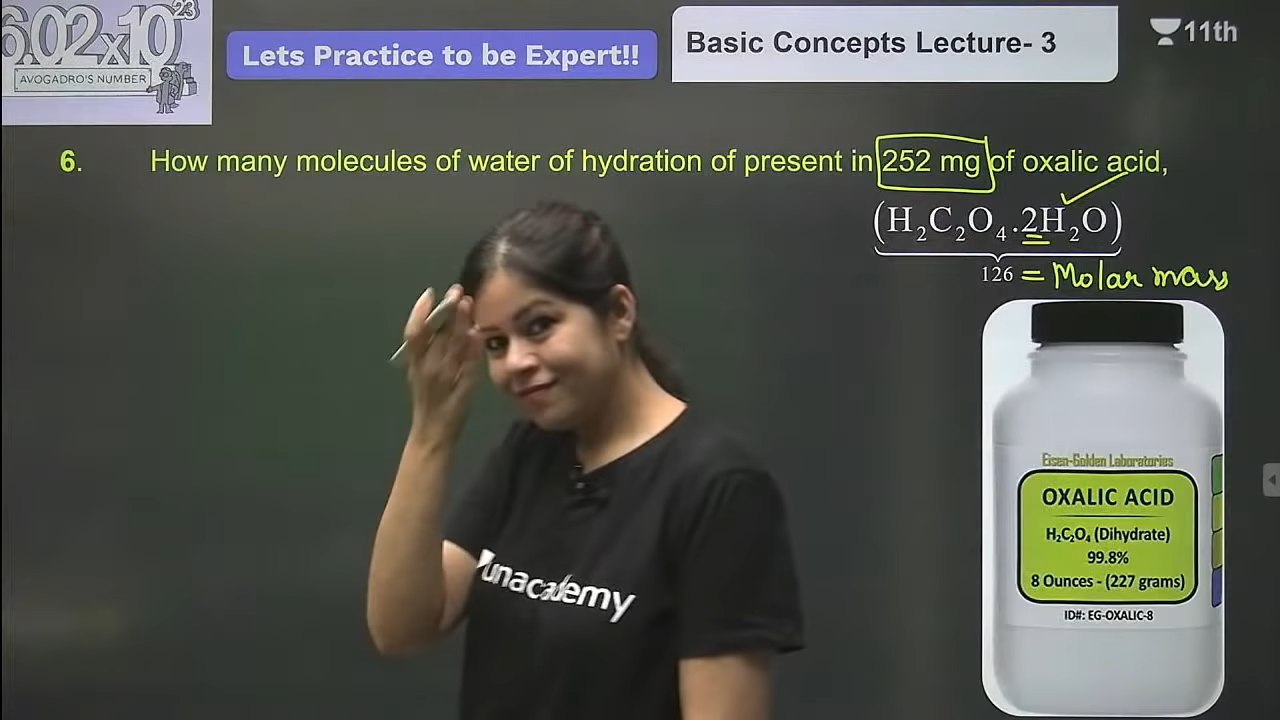 6.02x10²³
AVOGADRO'S NUMBER
Lets Practice to be Expert!!
Basic Concepts Lecture- 3
11th
6. How many molecules of water of hydration of present in 252 mg of oxalic acid,
(H₂C₂O₄.2H₂O)
126 = Molar mass
unacademy
Eisen-Golden Laboratories
OXALIC ACID
H₂C₂O₄ (Dihydrate)
99.8%
8 Ounces - (227 grams)
ID#: EG-OXALIC-8